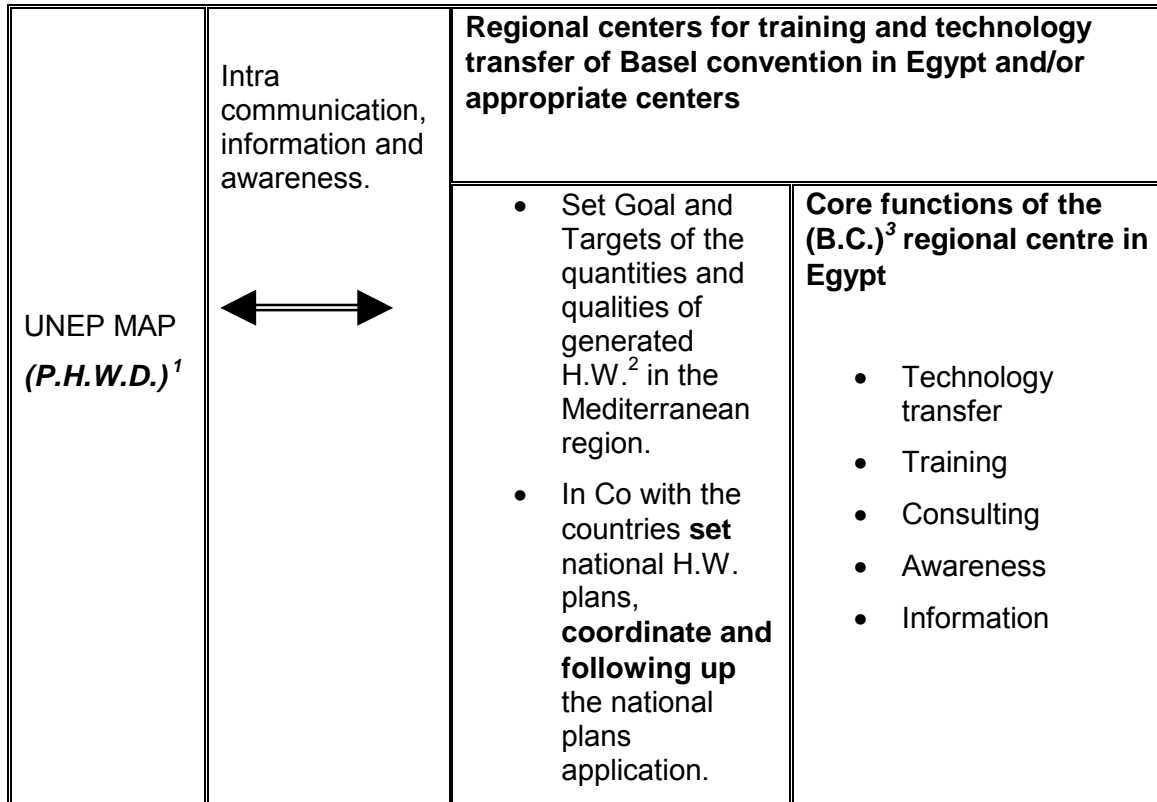 UNEP MAP
(P.H.W.D.)1
Intra
communication,
information and
awareness.
Regional centers for training and technology
transfer of Basel convention in Egypt and/or
appropriate centers
• Set Goal and
Targets of the
quantities and
qualities of
generated
H.W.2 in the
Mediterranean
region.
• In Co with the
countries set
national H.W.
plans,
coordinate and
following up
the national
plans
application.
Core functions of the
(B.C.)3 regional centre in
Egypt
• Technology
transfer
• Training
• Consulting
• Awareness
• Information